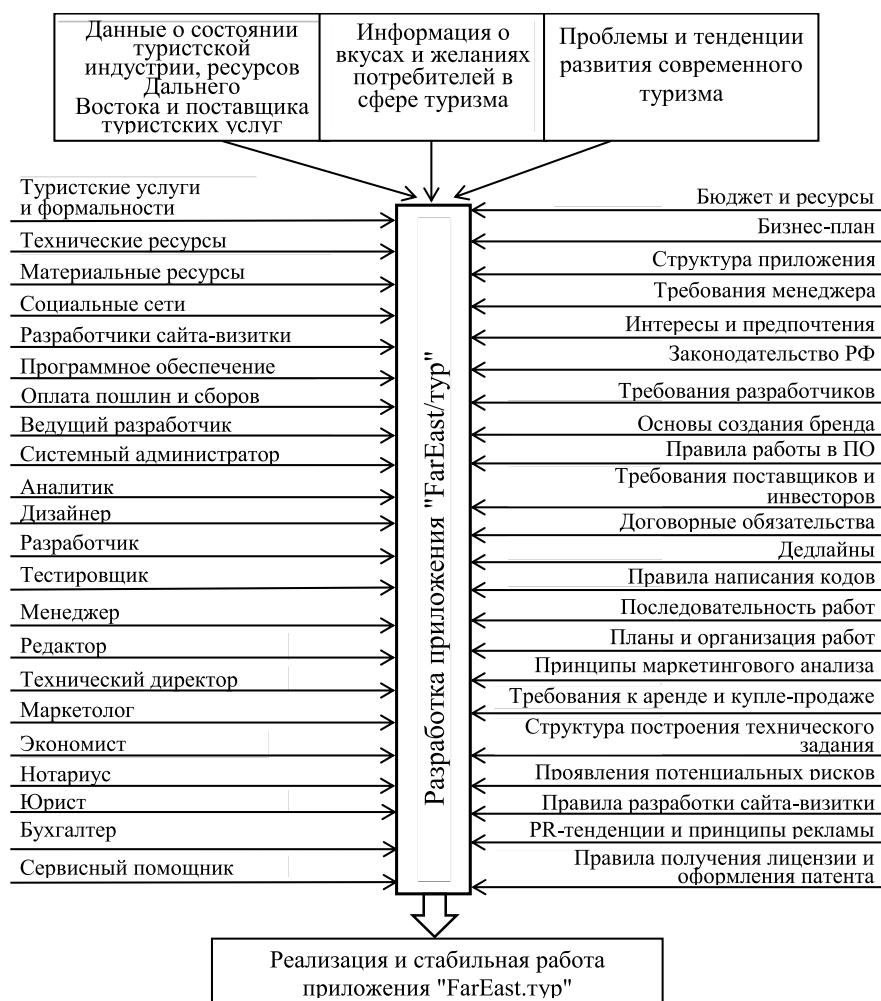 Данные о состоянии
туристской
индустрии, ресурсов
Дальнего
Востока и поставщика
туристских услуг
Информация о
вкусах и желаниях
потребителей в
сфере туризма
Проблемы и тенденции
развития современного
туризма
Туристские услуги
и формальности
Технические ресурсы
Материальные ресурсы
Социальные сети
Разработчики сайта-визитки
Программное обеспечение
Оплата пошлин и сборов
Ведущий разработчик
Системный администратор
Аналитик
Дизайнер
Разработчик
Тестировщик
Менеджер
Редактор
Технический директор
Маркетолог
Экономист
Нотариус
Юрист
Бухгалтер
Сервисный помощник
Разработка приложения "FarEast/тур"
Бюджет и ресурсы
Бизнес-план
Структура приложения
Требования менеджера
Интересы и предпочтения
Законодательство РФ
Требования разработчиков
Основы создания бренда
Правила работы в ПО
Требования поставщиков и
инвесторов
Договорные обязательства
Дедлайны
Правила написания кодов
Последовательность работ
Планы и организация работ
Принципы маркетингового анализа
Требования к аренде и купле-продаже
Структура построения технического
задания
Проявления потенциальных рисков
Правила разработки сайта-визитки
PR-тенденции и принципы рекламы
Правила получения лицензии и
оформления патента
Реализация и стабильная работа
приложения "FarEast.тур"